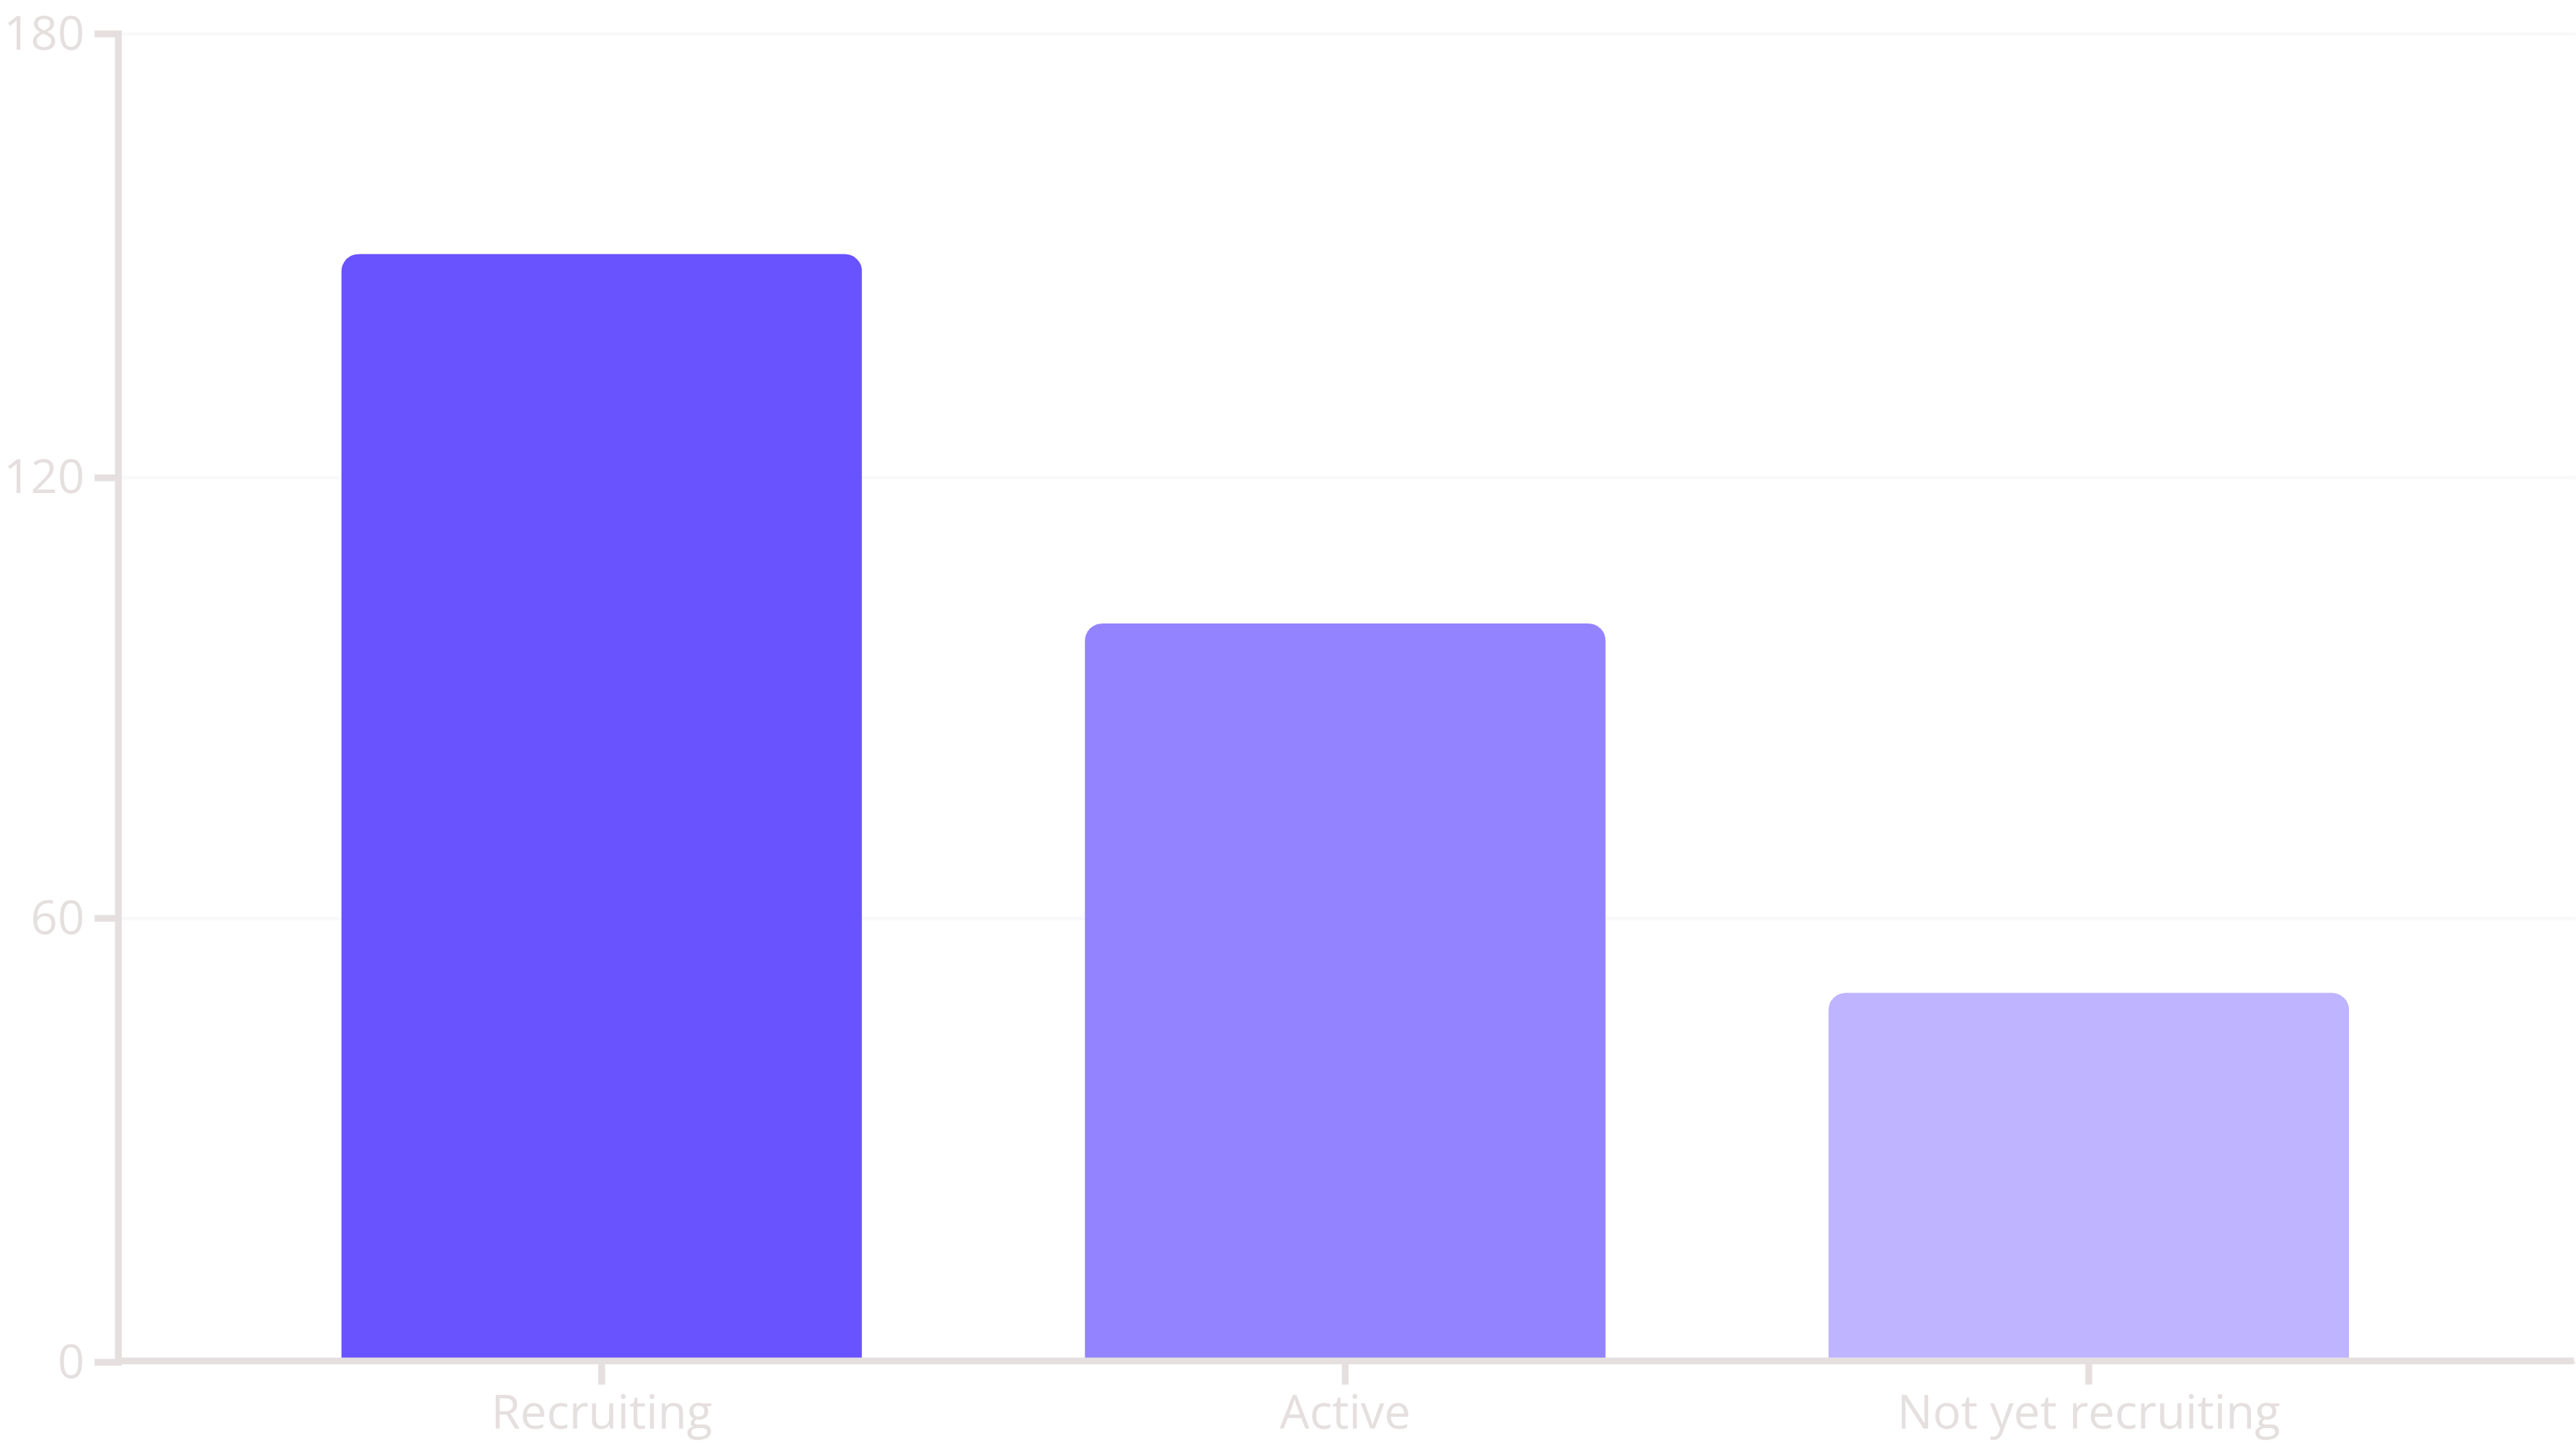 180
120
60
0
Recruiting
Active
Not yet recruiting